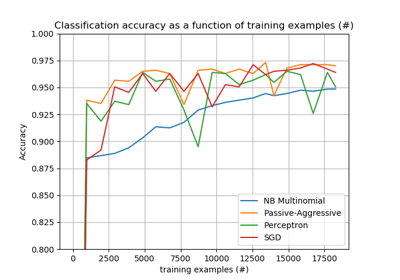 Classification accuracy as a function of training examples (#)
1.000
0.975
0.950
0.925
0.900
0.875
0.850
0.825
0.800
Accuracy
NB Multinomial
Passive-Aggressive
Perceptron
SGD
0 2500 5000 7500 10000 12500 15000 17500
training examples (#)